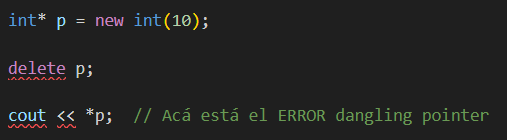 int* p = new int(10);
delete p;
cout << *p;  // Acá está el ERROR dangling pointer